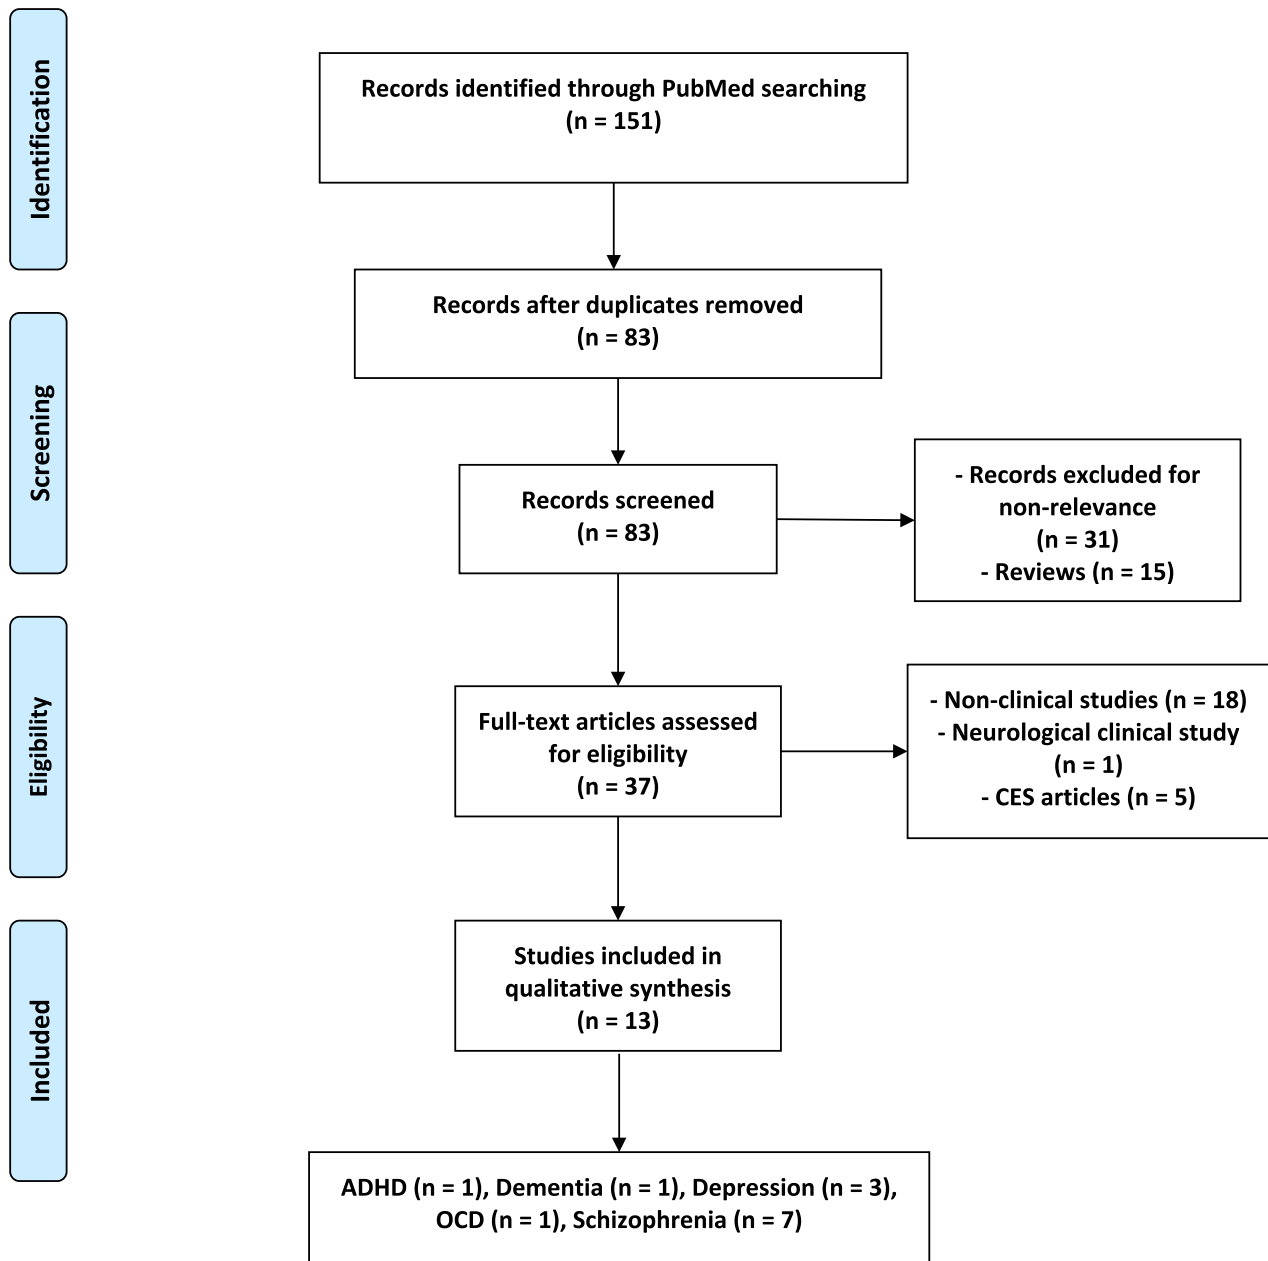 Identification
Records identified through PubMed searching
(n = 151)
Records after duplicates removed
(n = 83)
Screening
Records screened
(n = 83)
- Records excluded for
non-relevance
(n = 31)
- Reviews (n = 15)
Eligibility
Full-text articles assessed
for eligibility
(n = 37)
- Non-clinical studies (n = 18)
- Neurological clinical study
(n = 1)
- CES articles (n = 5)
Included
Studies included in
qualitative synthesis
(n = 13)
ADHD (n = 1), Dementia (n = 1), Depression (n = 3),
OCD (n = 1), Schizophrenia (n = 7)